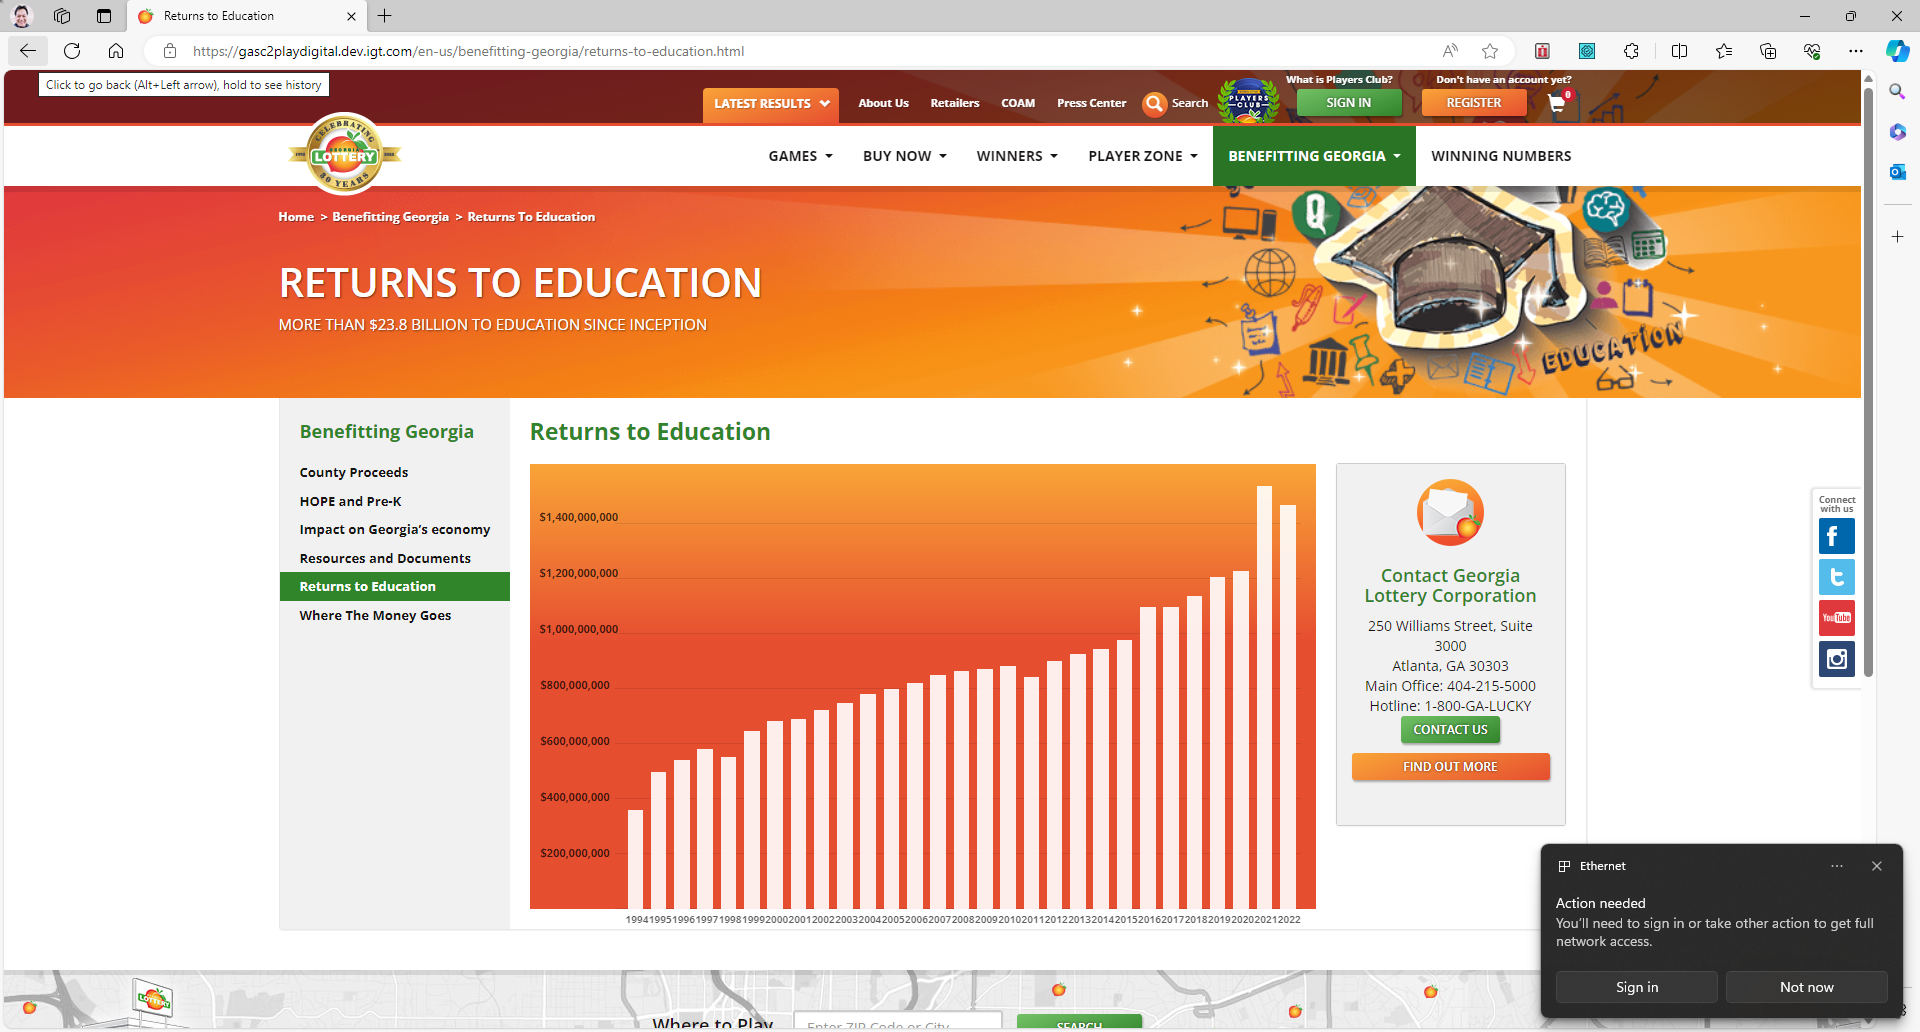 Returns to Education
https://gasc2playdigital.dev.igt.com/en-us/benefitting-georgia/returns-to-education.html
Click to go back (Alt+Left arrow), hold to see history
LATEST RESULTS
About Us
Retailers
COAM
Press Center
Search
PLAYERS CLUB
What is Players Club?
SIGN IN
Don't have an account yet?
REGISTER
0
CELEBRATING
GEORGIA
LOTTERY
30 YEARS
GAMES
BUY NOW
WINNERS
PLAYER ZONE
BENEFITTING GEORGIA
WINNING NUMBERS
Home > Benefitting Georgia > Returns To Education
RETURNS TO EDUCATION
MORE THAN $23.8 BILLION TO EDUCATION SINCE INCEPTION
Q
EDUCATION
Benefitting Georgia
County Proceeds
HOPE and Pre-K
Impact on Georgia's economy
Resources and Documents
Returns to Education
Where The Money Goes
Returns to Education
$1,400,000,000
$1,200,000,000
$1,000,000,000
$800,000,000
$600,000,000
$400,000,000
$200,000,000
1994 1995 1996 1997 1998 1999 2000 2001 2002 2003 2004 2005 2006 2007 2008 2009 2010 2011 2012 2013 2014 2015 2016 2017 2018 2019 2020 2021 2022
Contact Georgia
Lottery Corporation
250 Williams Street, Suite
3000
Atlanta, GA 30303
Main Office: 404-215-5000
Hotline: 1-800-GA-LUCKY
CONTACT US
FIND OUT MORE
Connect
with us
YouTube
Ethernet
Action needed
You'll need to sign in or take other action to get full
network access.
Sign in
Not now
LOTTERY
Where to Play
Enter ZIP Code or City
SEARCH